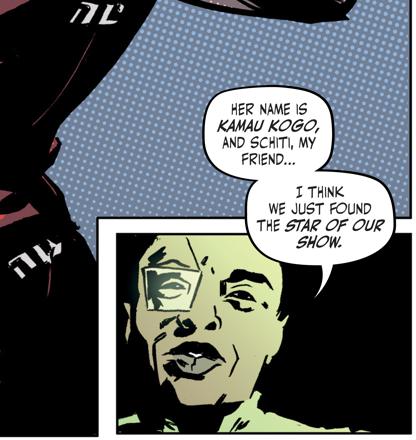 HER NAME IS
KAMAU KOGO,
AND SCHITI, MY
FRIEND...
I THINK
WE JUST FOUND
THE STAR OF OUR
SHOW.